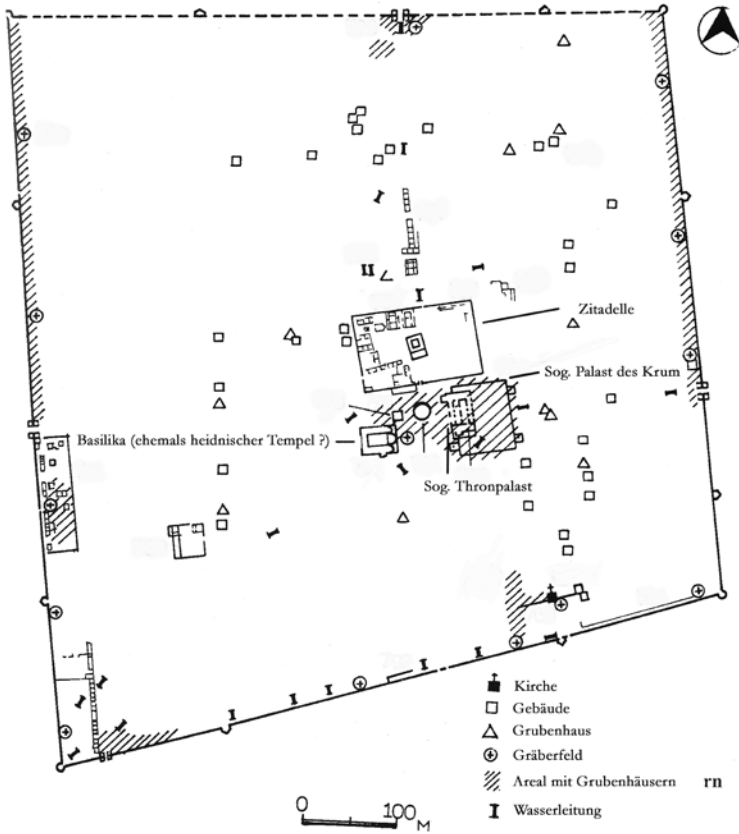 Zitadelle
Sog. Palast des Krum
Basilika (ehemals heidnischer Tempel ?)
Sog. Thronpalast
Kirche
Gebäude
Grubenhaus
Gräberfeld
Areal mit Grubenhäusern rn
Wasserleitung
0 100 M